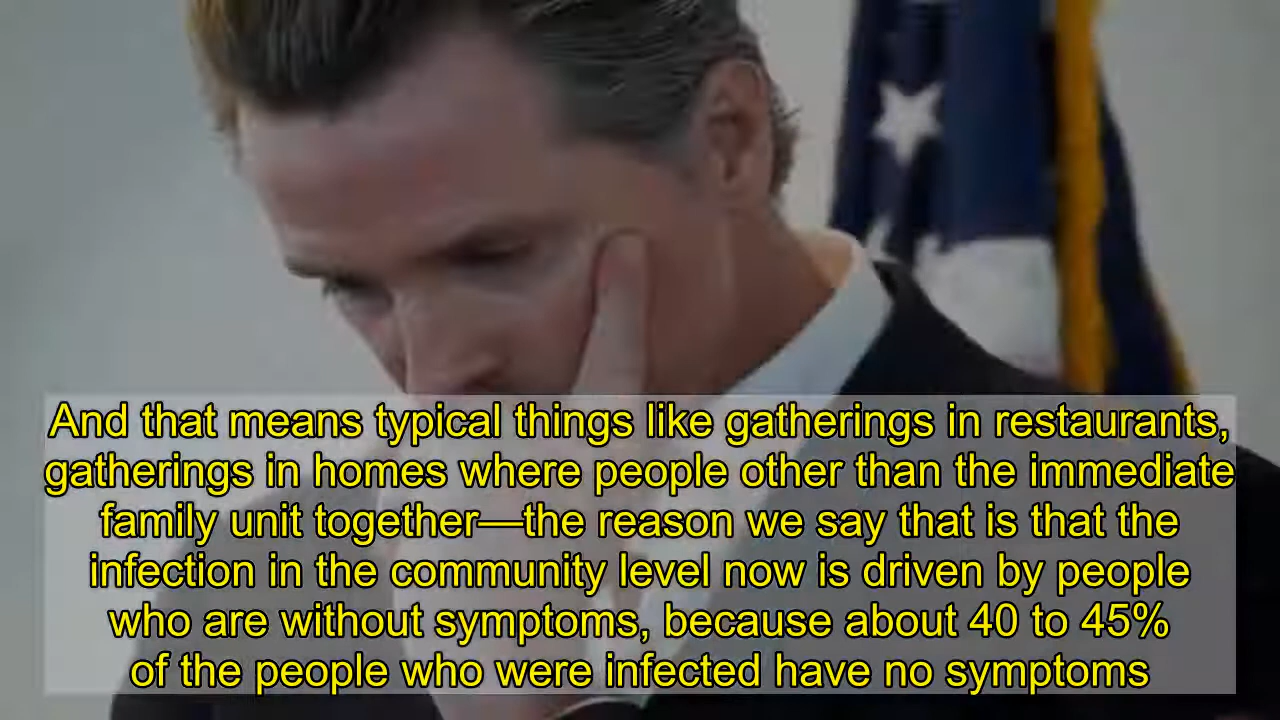 And that means typical things like gatherings in restaurants,
gatherings in homes where people other than the immediate
family unit together—the reason we say that is that the
infection in the community level now is driven by people
who are without symptoms, because about 40 to 45%
of the people who were infected have no symptoms